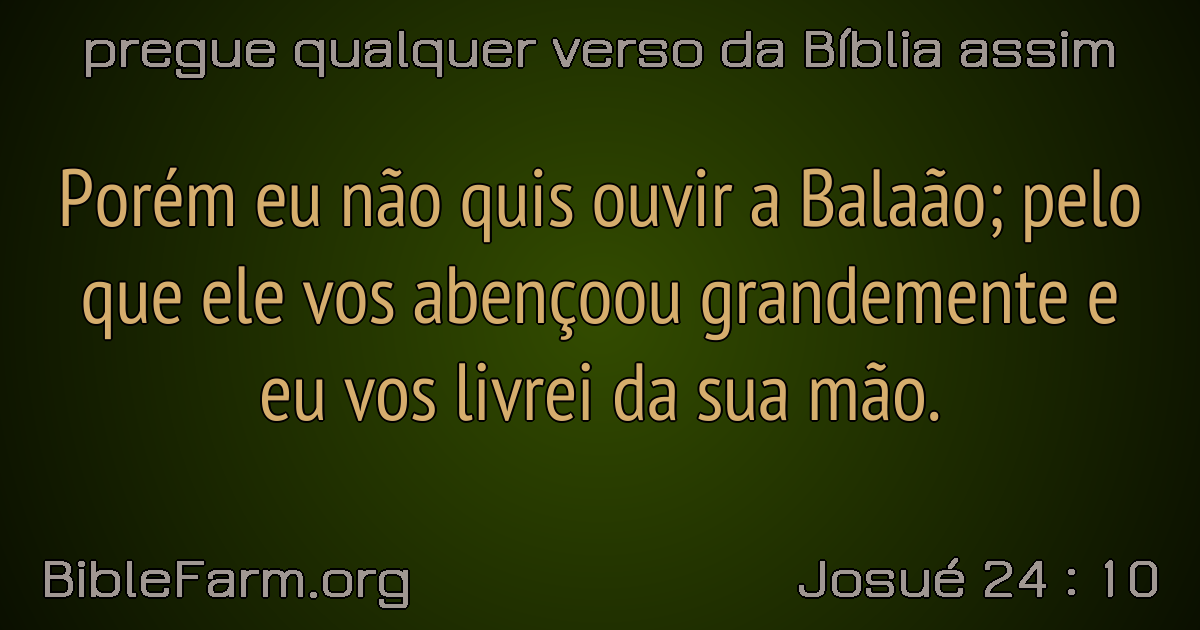 pregue qualquer verso da Bíblia assim
Porém eu não quis ouvir a Balaão; pelo
que ele vos abençoou grandemente e
eu vos livrei da sua mão.
BibleFarm.org
Josué 24 : 10